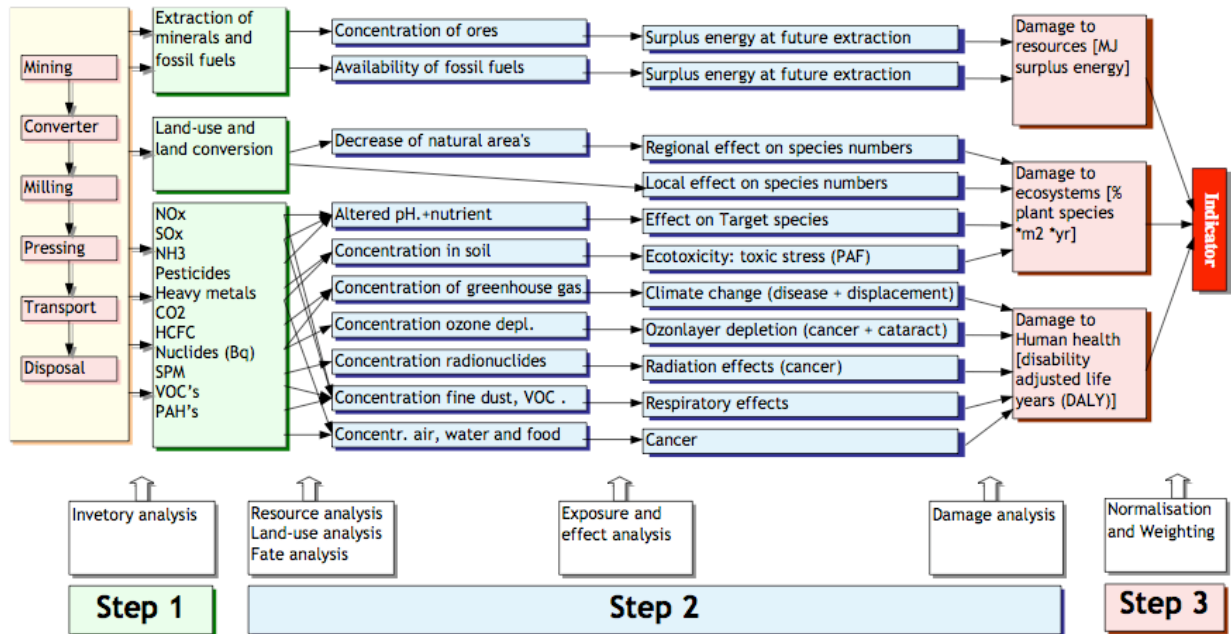 Mining
Converter
Milling
Pressing
Transport
Disposal
Extraction of
minerals and
fossil fuels
Land-use and
land conversion
NOx
SOx
NH3
Pesticides
Heavy metals
CO2
HCFC
Nuclides (Bq)
SPM
VOC's
PAH's
Concentration of ores
Availability of fossil fuels
Decrease of natural area's
Altered pH.+nutrient
Concentration in soil
Concentration of greenhouse gas
Concentration ozone depl.
Concentration radionuclides
Concentration fine dust, VOC .
Concentr. air, water and food
Surplus energy at future extraction
Surplus energy at future extraction
Regional effect on species numbers
Local effect on species numbers
Effect on Target species
Ecotoxicity: toxic stress (PAF)
Climate change (disease + displacement)
Ozonlayer depletion (cancer + cataract)
Radiation effects (cancer)
Respiratory effects
Cancer
Damage to
resources [MJ
surplus energy]
Damage to
ecosystems [%
plant species
*m2 *yr]
Damage to
Human health
[disability
adjusted life
years (DALY)]
Indicator
Invetory analysis
Resource analysis
Land-use analysis
Fate analysis
Exposure and
effect analysis
Damage analysis
Normalisation
and Weighting
Step 1
Step 2
Step 3